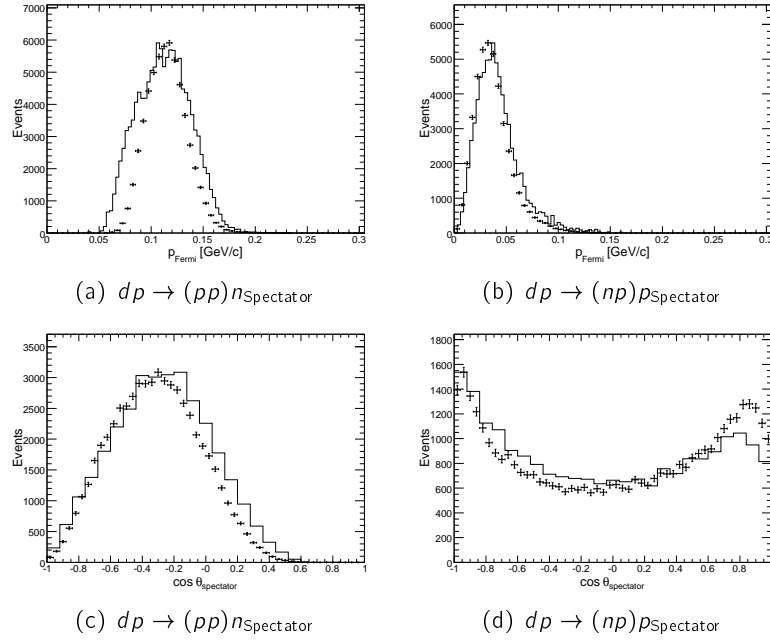 7000
6000
5000
4000
3000
2000
1000
0
Events
0 0.05 0.1 0.15 0.2 0.25 0.3
p_Fermi [GeV/c]
(a) dp → (pp)n_Spectator
6000
5000
4000
3000
2000
1000
0
Events
0 0.05 0.1 0.15 0.2 0.25 0.3
p_Fermi [GeV/c]
(b) dp → (np)p_Spectator
3500
3000
2500
2000
1500
1000
500
0
Events
-1 -0.8 -0.6 -0.4 -0.2 -0 0.2 0.4 0.6 0.8 1
cos θ_spectator
(c) dp → (pp)n_Spectator
1800
1600
1400
1200
1000
800
600
400
200
0
Events
-1 -0.8 -0.6 -0.4 -0.2 -0 0.2 0.4 0.6 0.8
cos θ_spectator
(d) dp → (np)p_Spectator